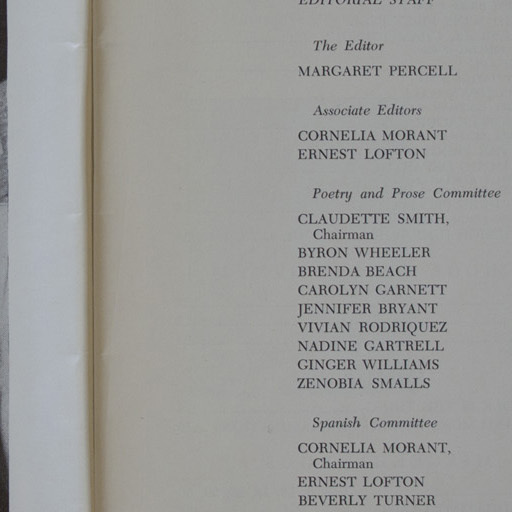 EDITORIAL STAFF
The Editor
MARGARET PERCELL
Associate Editors
CORNELIA MORANT
ERNEST LOFTON
Poetry and Prose Committee
CLAUDETTE SMITH,
Chairman
BYRON WHEELER
BRENDA BEACH
CAROLYN GARNETT
JENNIFER BRYANT
VIVIAN RODRIQUEZ
NADINE GARTRELL
GINGER WILLIAMS
ZENOBIA SMALLS
Spanish Committee
CORNELIA MORANT,
Chairman
ERNEST LOFTON
BEVERLY TURNER